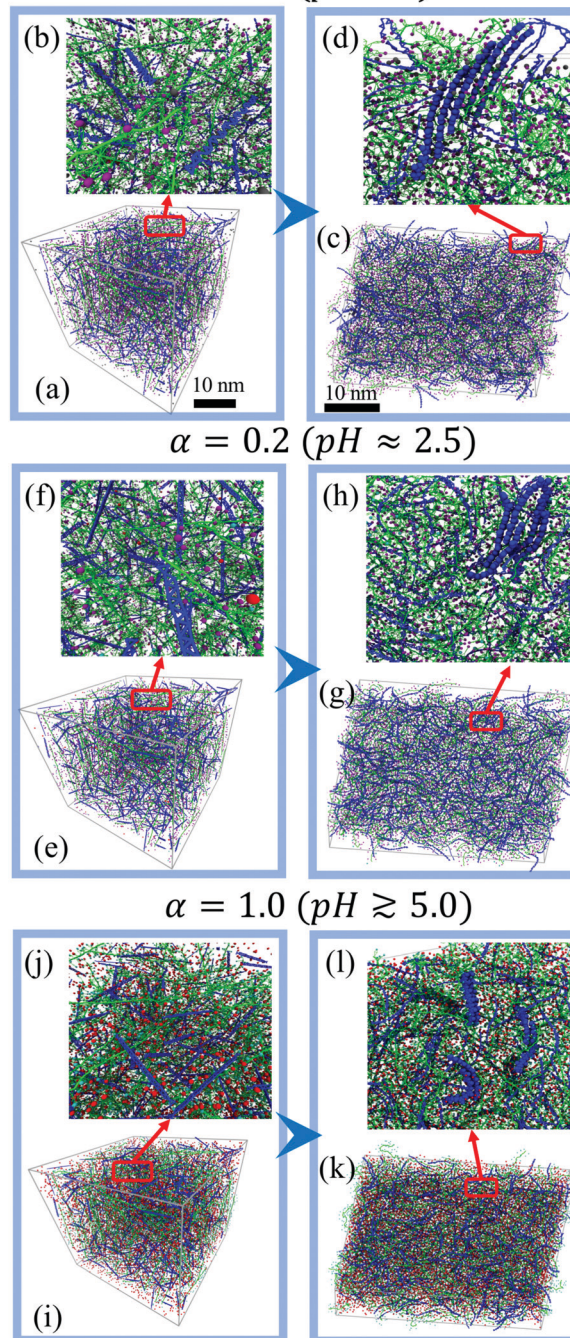 (b)
(d)
(c)
(a)
10 nm
10 nm
α = 0.2 (pH ≈ 2.5)
(f)
(h)
(g)
(e)
α = 1.0 (pH ≳ 5.0)
(j)
(l)
(k)
(i)